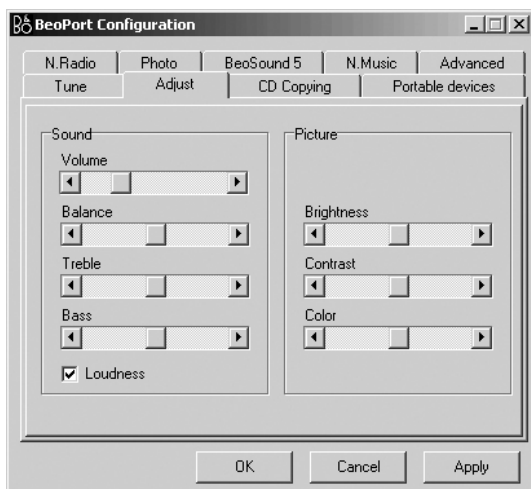 BeoPort Configuration
N.Radio Photo BeoSound 5 N.Music Advanced
Tune Adjust CD Copying Portable devices
Sound
Volume
Balance
Treble
Bass
Loudness
Picture
Brightness
Contrast
Color
OK Cancel Apply